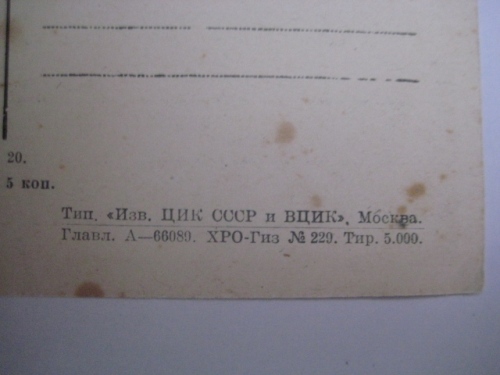 20.
5 коп.
Тип. «Изв. ЦИК СССР и ВЦИК», Москва.
Главл. А—66089. ХРО-Гиз № 229. Тир. 5.000.